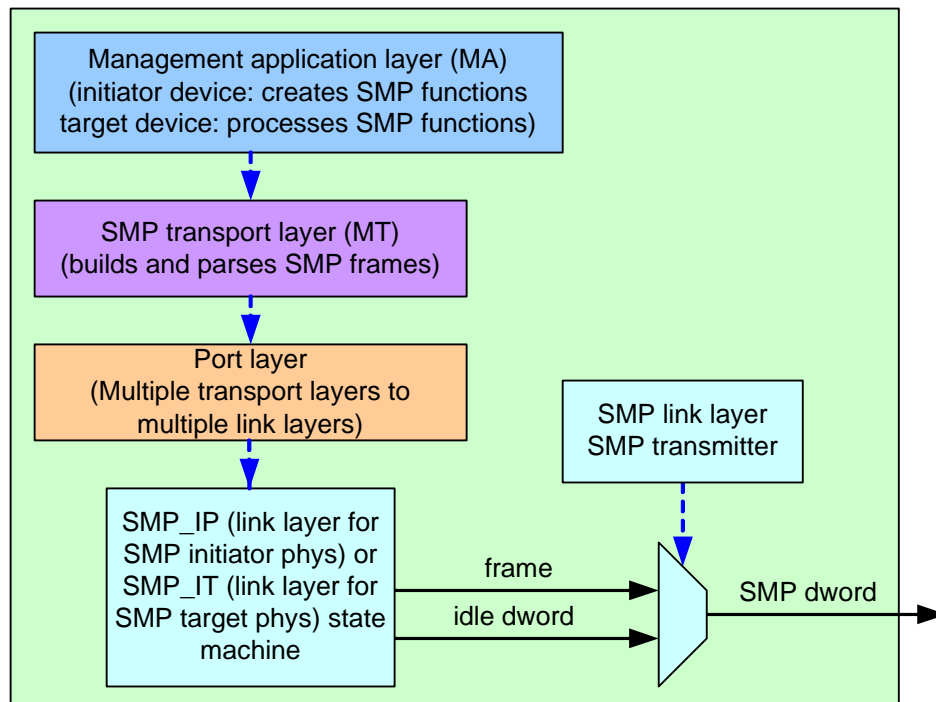 Management application layer (MA)
(initiator device: creates SMP functions
target device: processes SMP functions)
SMP transport layer (MT)
(builds and parses SMP frames)
Port layer
(Multiple transport layers to
multiple link layers)
SMP link layer
SMP transmitter
SMP_IP (link layer for
SMP initiator phys) or
SMP_IT (link layer for
SMP target phys) state
machine
frame
idle dword
SMP dword